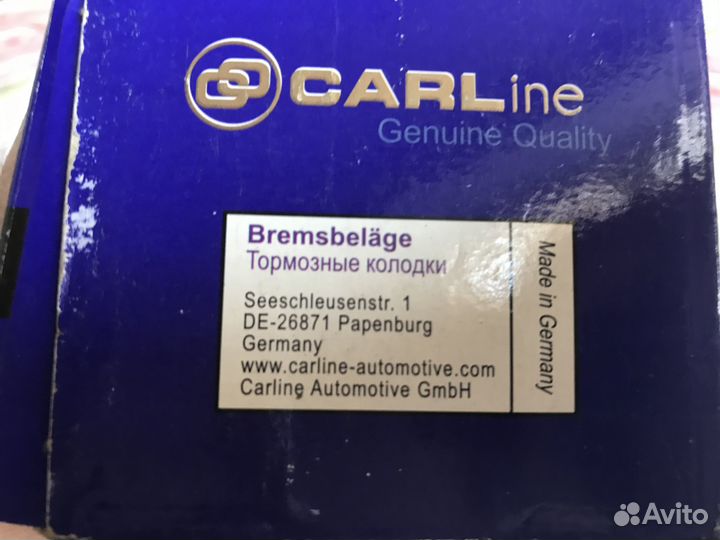 CARLine
Genuine Quality
Bremsbeläge
Тормозные колодки
Seeschleusenstr. 1
DE-26871 Papenburg
Germany
www.carline-automotive.com
Carline Automotive GmbH
Made in Germany
Avito